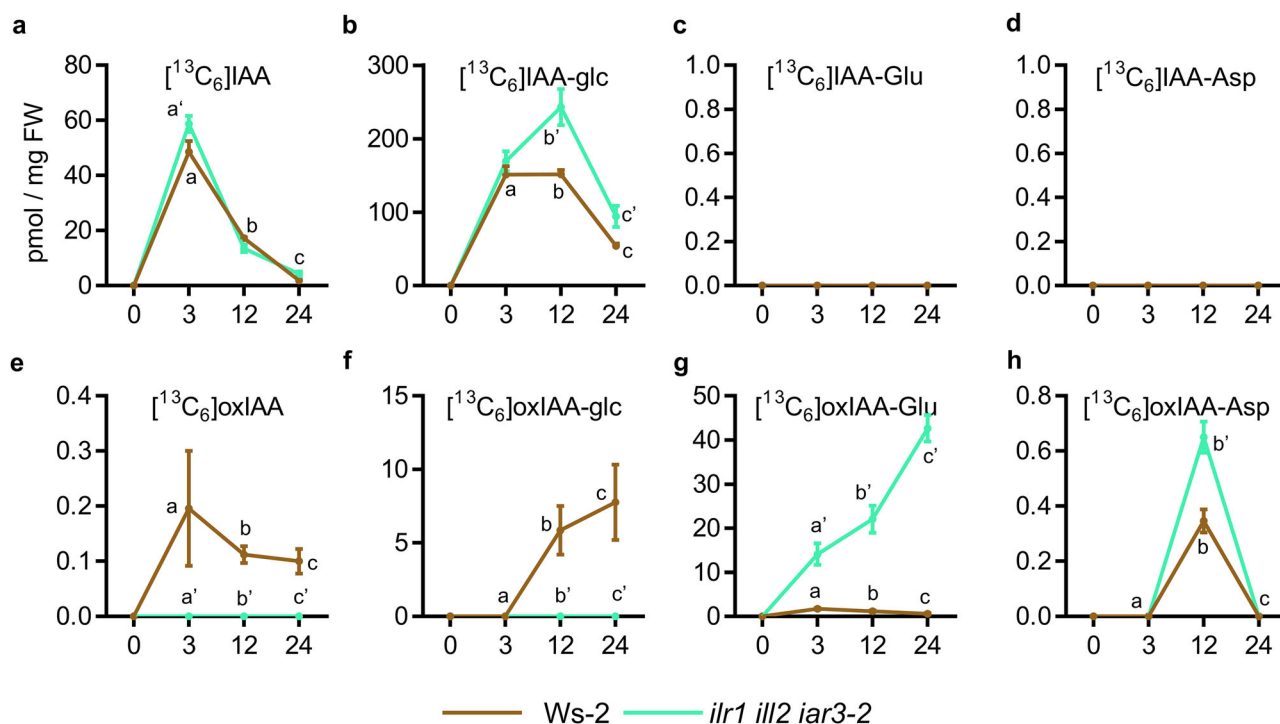 a
[¹³C₆]IAA
pmol / mg FW
80
60
40
20
0
a‘
a
b
c
0 3 12 24
b
[¹³C₆]IAA-glc
300
200
100
0
a
b’
b
c’
c
0 3 12 24
c
[¹³C₆]IAA-Glu
1.0
0.8
0.6
0.4
0.2
0.0
0 3 12 24
d
[¹³C₆]IAA-Asp
1.0
0.8
0.6
0.4
0.2
0.0
0 3 12 24
e
[¹³C₆]oxIAA
0.4
0.3
0.2
0.1
0.0
a
b
c
a’ b’ c’
0 3 12 24
f
[¹³C₆]oxIAA-glc
15
10
5
0
a
b
c
b’ c’
0 3 12 24
g
[¹³C₆]oxIAA-Glu
50
40
30
20
10
0
a’
b’
c’
a b c
0 3 12 24
h
[¹³C₆]oxIAA-Asp
0.8
0.6
0.4
0.2
0.0
a
b’
b
c
0 3 12 24
Ws-2 ilr1 ill2 iar3-2